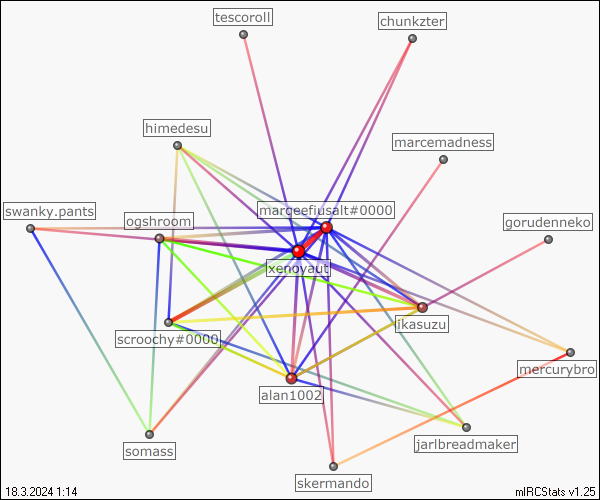 tescoroll
chunkzter
himedesu
marcemadness
swanky.pants
marceefiusalt#0000
ogshroom
gorudenneko
xenoyaut
ikasuzu
scroochy#0000
mercurybro
alan1002
somass
jarlbreadmaker
skermando
18.3.2024 1:14
mIRCStats v1.25